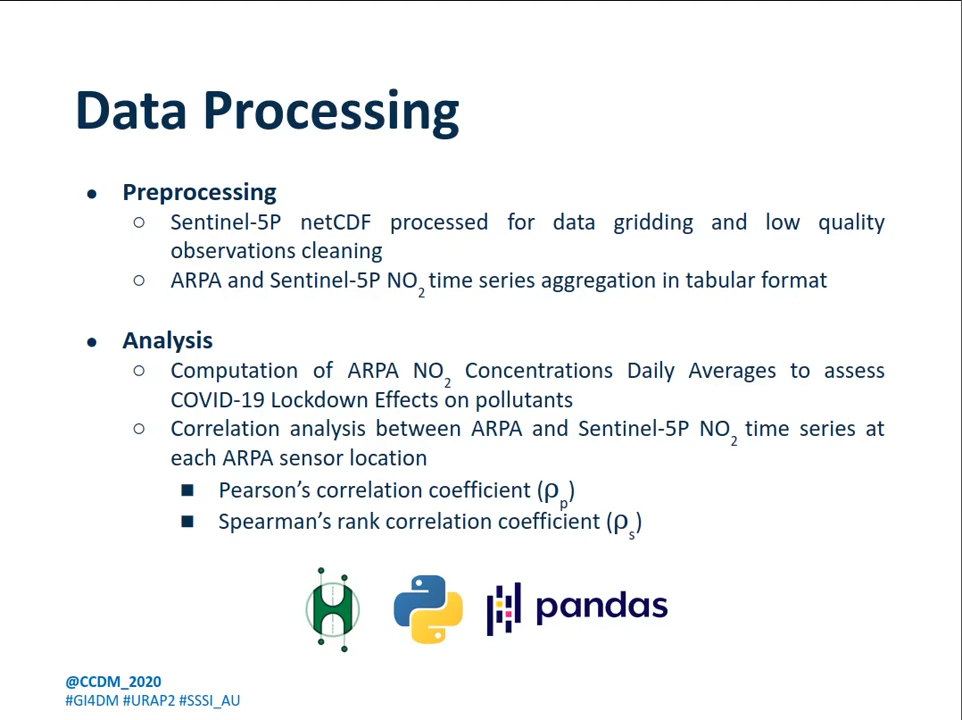 Data Processing
● Preprocessing
○ Sentinel-5P netCDF processed for data gridding and low quality
observations cleaning
○ ARPA and Sentinel-5P NO₂ time series aggregation in tabular format
● Analysis
○ Computation of ARPA NO₂ Concentrations Daily Averages to assess
COVID-19 Lockdown Effects on pollutants
○ Correlation analysis between ARPA and Sentinel-5P NO₂ time series at
each ARPA sensor location
■ Pearson’s correlation coefficient (ρₚ)
■ Spearman’s rank correlation coefficient (ρₛ)
pandas
@CCDM_2020
#GI4DM #URAP2 #SSSI_AU